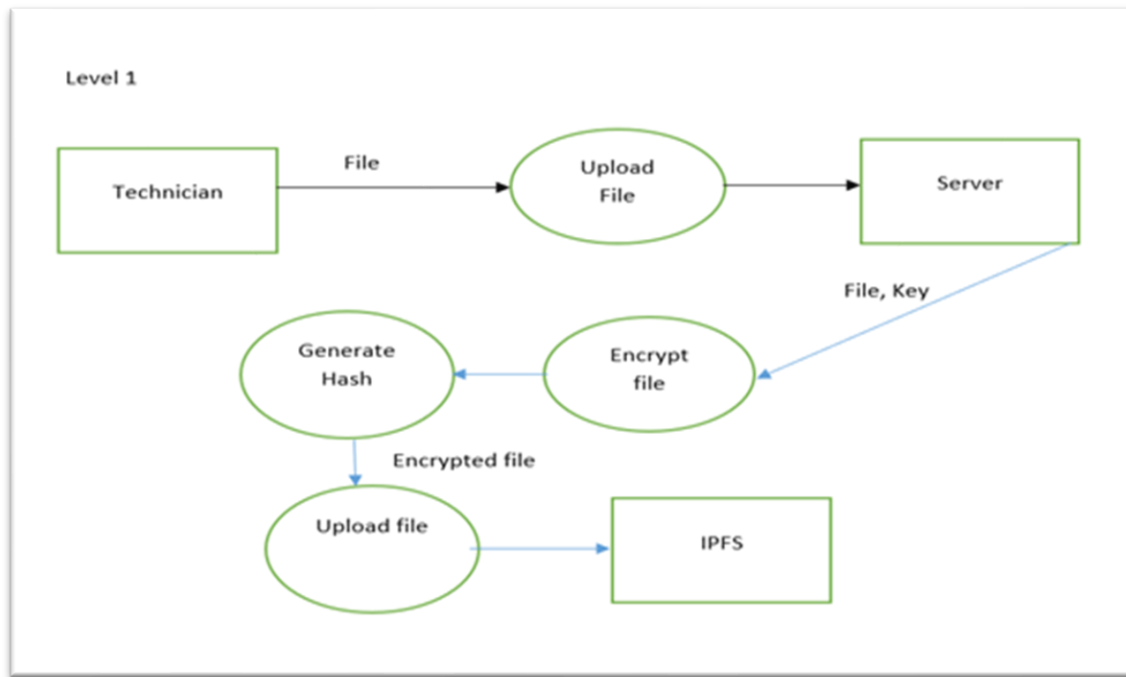 Level 1
File
Technician
Upload
File
Server
File, Key
Generate
Hash
Encrypt
file
Encrypted file
Upload file
IPFS